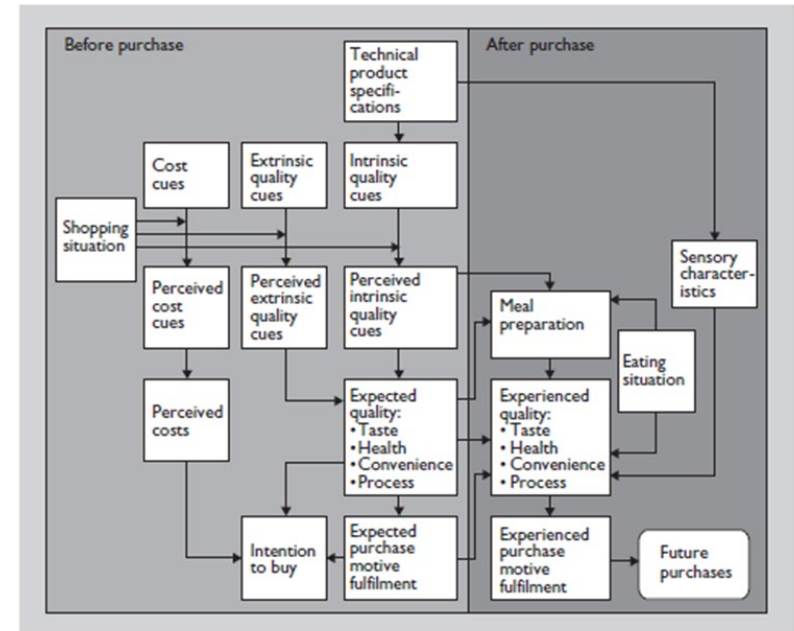 Before purchase
After purchase
Technical
product
specifi-
cations
Cost
cues
Extrinsic
quality
cues
Intrinsic
quality
cues
Shopping
situation
Sensory
character-
istics
Perceived
cost
cues
Perceived
extrinsic
quality
cues
Perceived
intrinsic
quality
cues
Meal
preparation
Eating
situation
Perceived
costs
Expected
quality:
• Taste
• Health
• Convenience
• Process
Experienced
quality:
• Taste
• Health
• Convenience
• Process
Intention
to buy
Expected
purchase
motive
fulfilment
Experienced
purchase
motive
fulfilment
Future
purchases